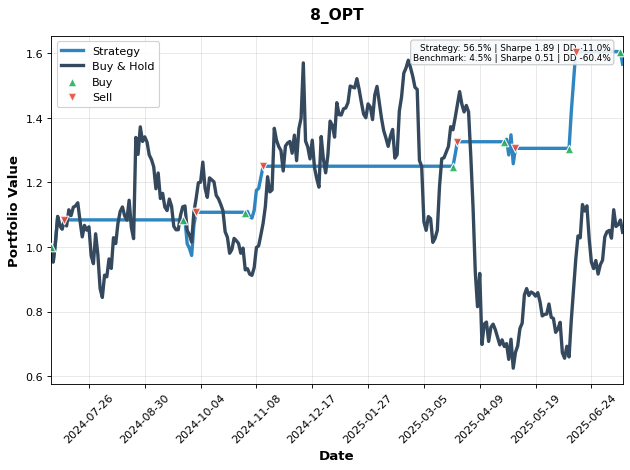 8_OPT
Strategy
Buy & Hold
Buy
Sell
Strategy: 56.5% | Sharpe 1.89 | DD -11.0%
Benchmark: 4.5% | Sharpe 0.51 | DD -60.4%
Portfolio Value
1.6
1.4
1.2
1.0
0.8
0.6
2024-07-26
2024-08-30
2024-10-04
2024-11-08
2024-12-17
2025-01-27
2025-03-05
2025-04-09
2025-05-19
2025-06-24
Date